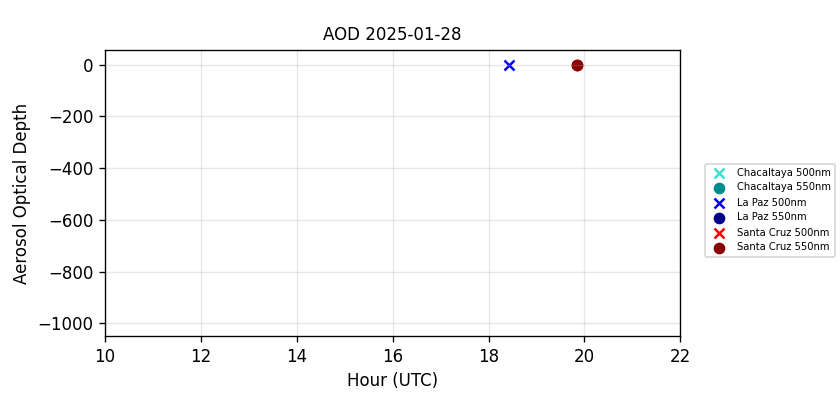 AOD 2025-01-28
Aerosol Optical Depth
0
−200
−400
−600
−800
−1000
10 12 14 16 18 20 22
Hour (UTC)
Chacaltaya 500nm
Chacaltaya 550nm
La Paz 500nm
La Paz 550nm
Santa Cruz 500nm
Santa Cruz 550nm